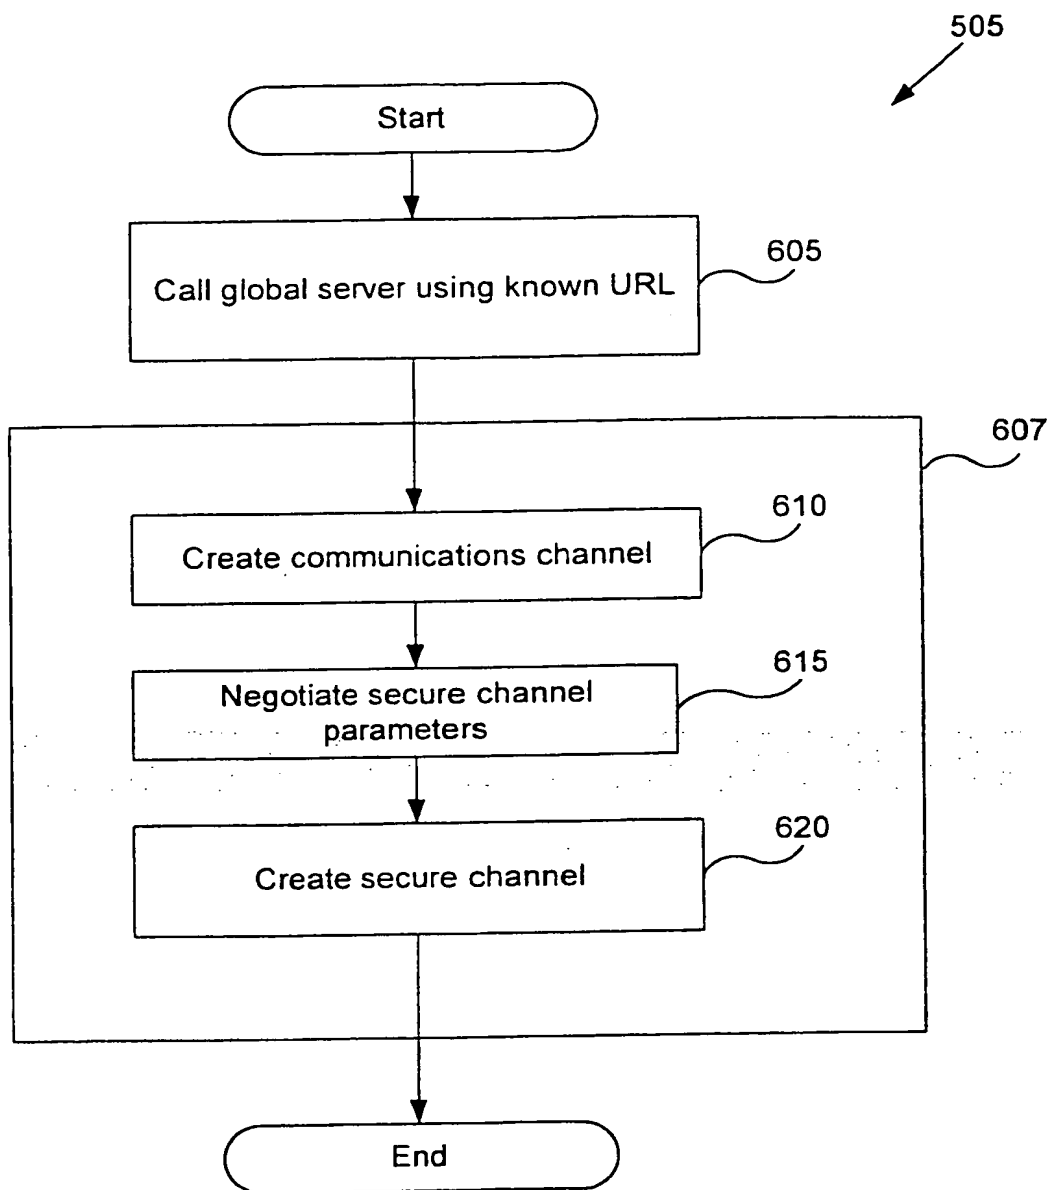 505
Start
Call global server using known URL
605
607
610
Create communications channel
615
Negotiate secure channel
parameters
620
Create secure channel
End